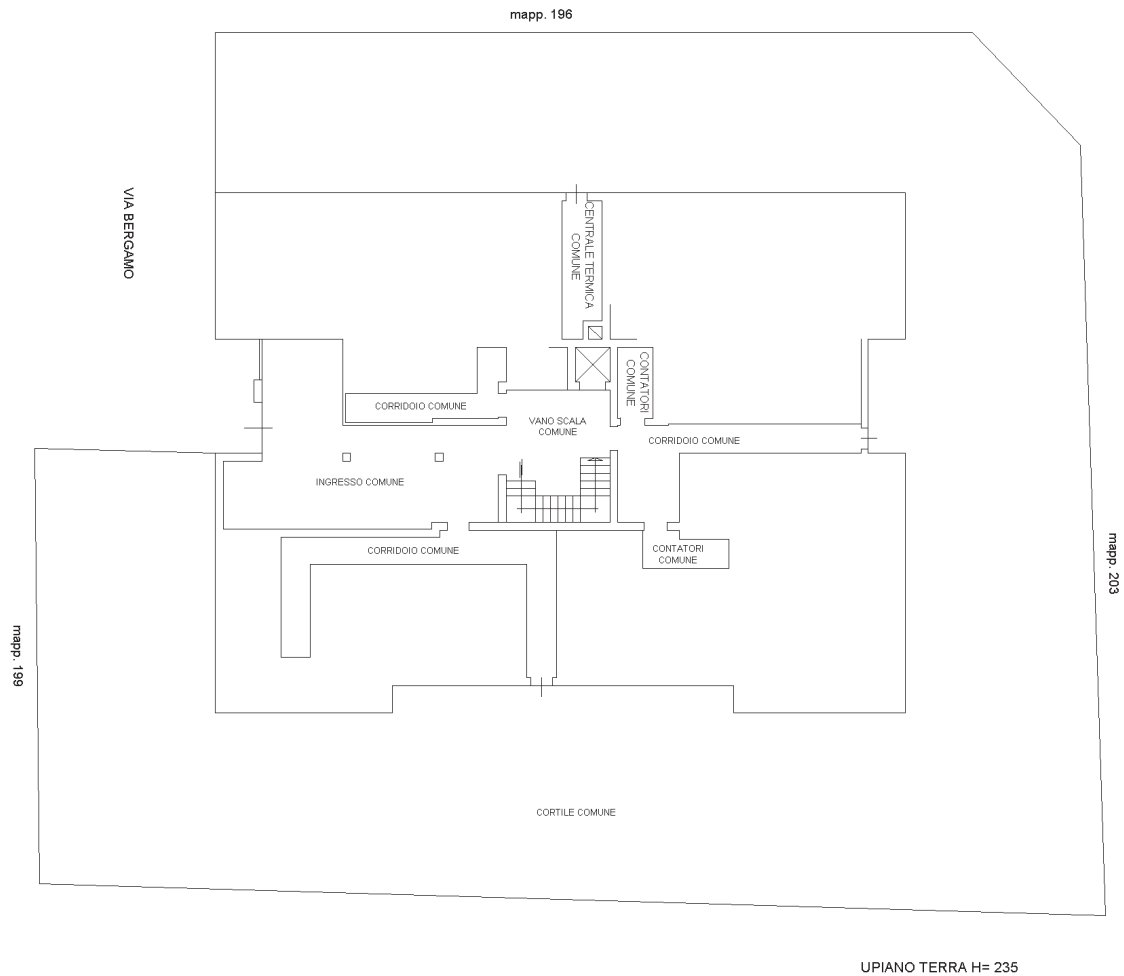 mapp. 196
VIA BERGAMO
CENTRALE TERMICA
COMUNE
CONTATORI
COMUNE
CORRIDOIO COMUNE
VANO SCALA
COMUNE
CORRIDOIO COMUNE
INGRESSO COMUNE
CORRIDOIO COMUNE
CONTATORI
COMUNE
mapp. 203
mapp. 199
CORTILE COMUNE
UPIANO TERRA H= 235